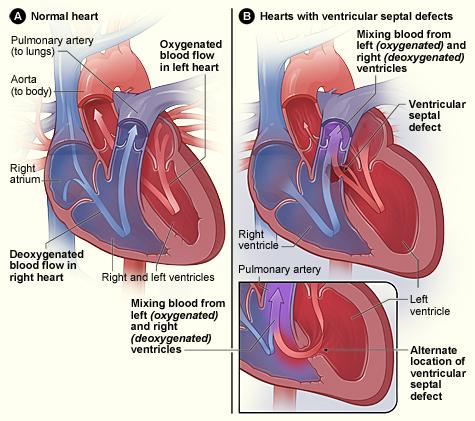 A Normal heart
Pulmonary artery
(to lungs)
Aorta
(to body)
Oxygenated
blood flow
in left heart
Right
atrium
Deoxygenated
blood flow in
right heart
Right and left ventricles
B Hearts with ventricular septal defects
Mixing blood from
left (oxygenated) and
right (deoxygenated)
ventricles
Ventricular
septal
defect
Right
ventricle
Pulmonary artery
Left
ventricle
Mixing blood from
left (oxygenated)
and right
(deoxygenated)
ventricles
Alternate
location of
ventricular
septal
defect